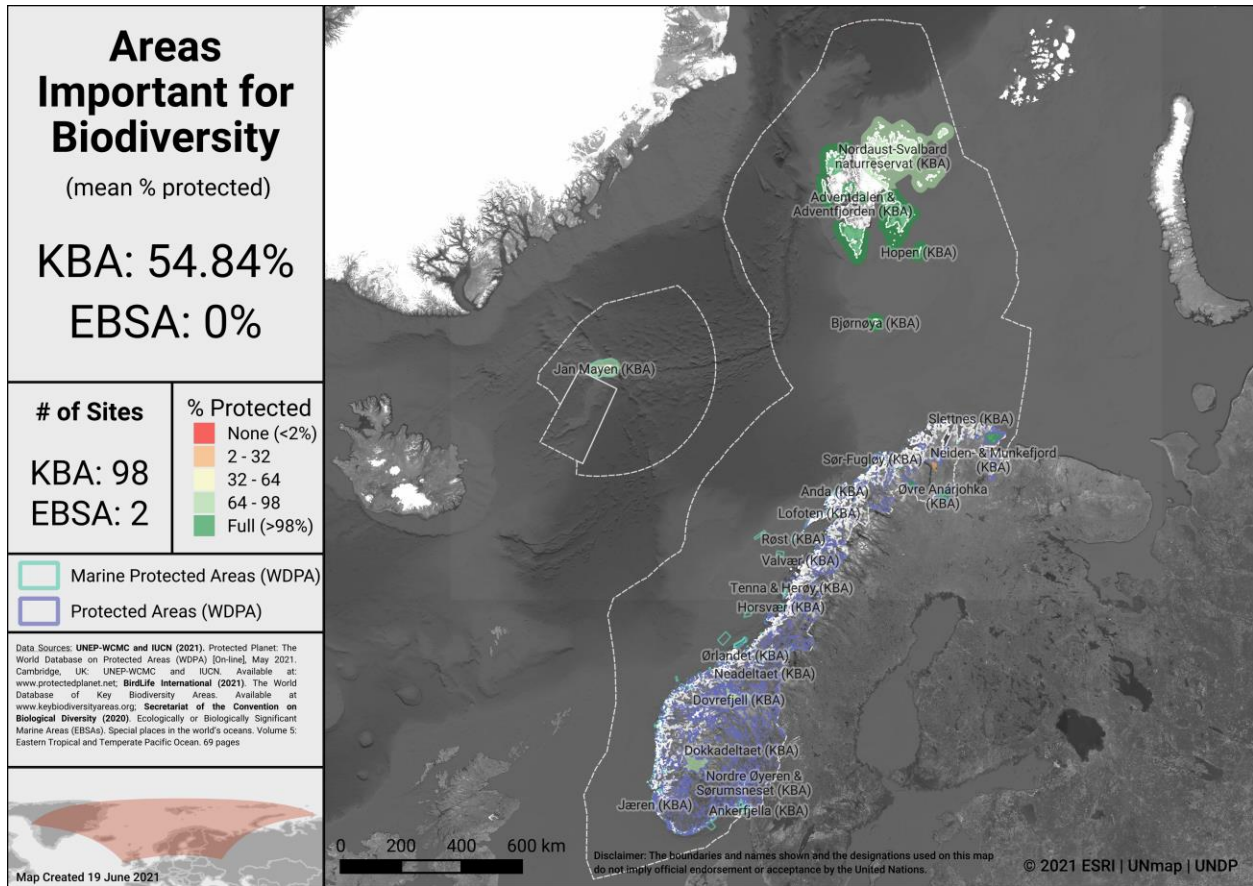 Areas
Important for
Biodiversity
(mean % protected)
KBA: 54.84%
EBSA: 0%
# of Sites
KBA: 98
EBSA: 2
% Protected
None (<2%)
2 - 32
32 - 64
64 - 98
Full (>98%)
Marine Protected Areas (WDPA)
Protected Areas (WDPA)
Data Sources: UNEP-WCMC and IUCN (2021). Protected Planet: The
World Database on Protected Areas (WDPA) [On-line], May 2021.
Cambridge, UK: UNEP-WCMC and IUCN. Available at:
www.protectedplanet.net; BirdLife International (2021). The World
Database of Key Biodiversity Areas. Available at
www.keybiodiversityareas.org; Secretariat of the Convention on
Biological Diversity (2020). Ecologically or Biologically Significant
Marine Areas (EBSAs). Special places in the world's oceans. Volume 5:
Eastern Tropical and Temperate Pacific Ocean. 69 pages
Map Created 19 June 2021
Nordaust-Svalbard
naturreservat (KBA)
Adventdalen &
Adventfjorden (KBA)
Hopen (KBA)
Bjørnøya (KBA)
Jan Mayen (KBA)
Slettnes (KBA)
Sør-Fugløy (KBA)
Neiden- & Munkefjord
(KBA)
Anda (KBA)
Øvre Anárjohka
(KBA)
Lofoten (KBA)
Røst (KBA)
Valvær (KBA)
Tenna & Herøy (KBA)
Horsvær (KBA)
Ørlandet (KBA)
Neadeltaet (KBA)
Dovrefjell (KBA)
Dokkadeltaet (KBA)
Nordre Øyeren &
Sørumsneset (KBA)
Jæren (KBA)
Ankerfjella (KBA)
0 200 400 600 km
Disclaimer: The boundaries and names shown and the designations used on this map
do not imply official endorsement or acceptance by the United Nations.
© 2021 ESRI | UNmap | UNDP